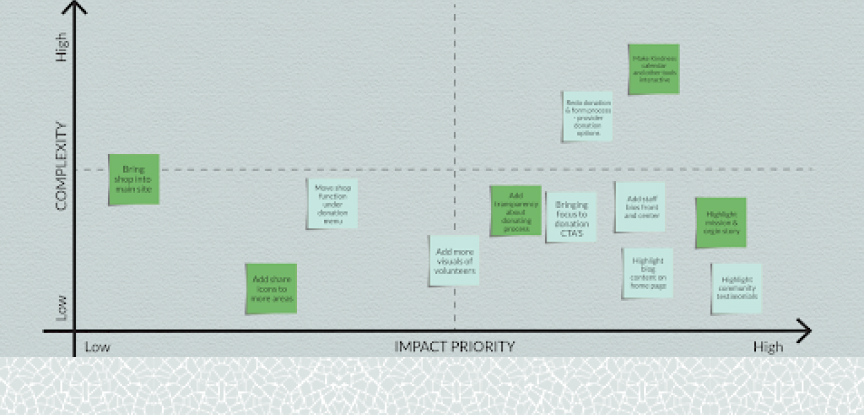 High
COMPLEXITY
Low
Make Kindness
calendar
and other tools
interactive
Redo donation
& form process
- provider
donation
options
Bring
shop into
main site
Move shop
function
under
donation
menu
Add
transparency
about
donating
process
Bringing
focus to
donation
CTA'S
Add staff
bios front
and center
Highlight
mission &
orgin story
Add more
visuals of
volunteers
Highlight
blog
content on
home page
Add share
icons to
more areas
Highlight
community
testimonials
Low
IMPACT PRIORITY
High